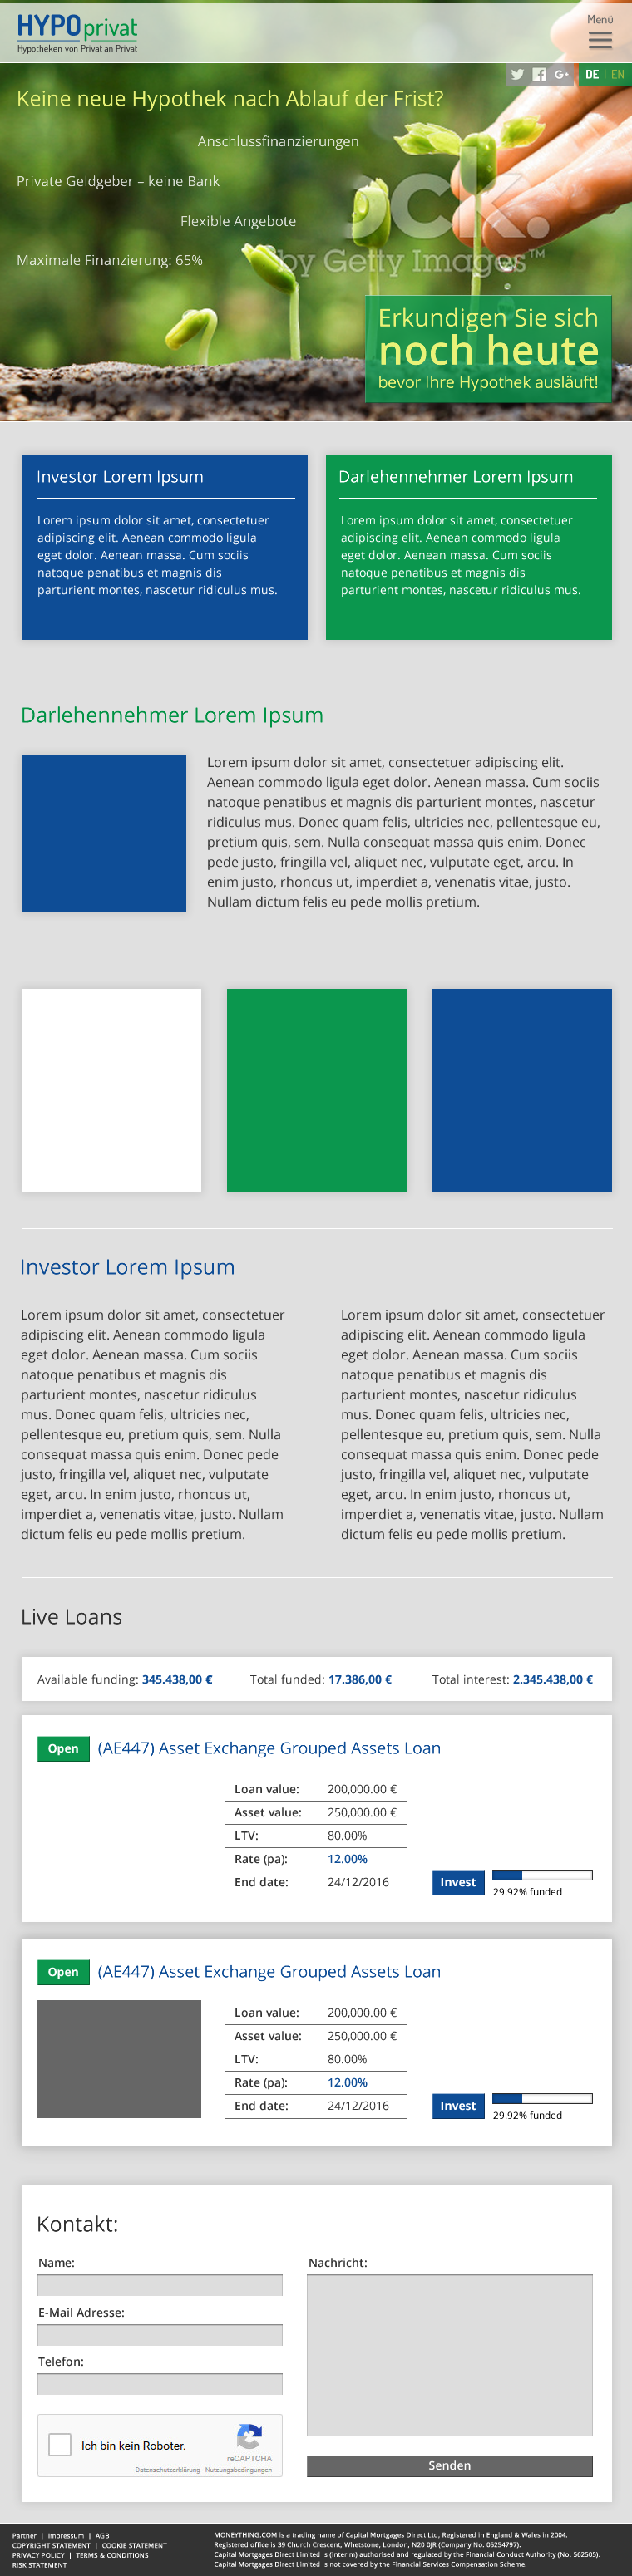 HYPOprivat
Hypotheken von Privat an Privat
Menü
DE | EN
Keine neue Hypothek nach Ablauf der Frist?
Anschlussfinanzierungen
Private Geldgeber – keine Bank
Flexible Angebote
Maximale Finanzierung: 65%
ock.
by Getty Images™
Erkundigen Sie sich
noch heute
bevor Ihre Hypothek ausläuft!
Investor Lorem Ipsum
Lorem ipsum dolor sit amet, consectetuer
adipiscing elit. Aenean commodo ligula
eget dolor. Aenean massa. Cum sociis
natoque penatibus et magnis dis
parturient montes, nascetur ridiculus mus.
Darlehennehmer Lorem Ipsum
Lorem ipsum dolor sit amet, consectetuer
adipiscing elit. Aenean commodo ligula
eget dolor. Aenean massa. Cum sociis
natoque penatibus et magnis dis
parturient montes, nascetur ridiculus mus.
Darlehennehmer Lorem Ipsum
Lorem ipsum dolor sit amet, consectetuer adipiscing elit.
Aenean commodo ligula eget dolor. Aenean massa. Cum sociis
natoque penatibus et magnis dis parturient montes, nascetur
ridiculus mus. Donec quam felis, ultricies nec, pellentesque eu,
pretium quis, sem. Nulla consequat massa quis enim. Donec
pede justo, fringilla vel, aliquet nec, vulputate eget, arcu. In
enim justo, rhoncus ut, imperdiet a, venenatis vitae, justo.
Nullam dictum felis eu pede mollis pretium.
Investor Lorem Ipsum
Lorem ipsum dolor sit amet, consectetuer
adipiscing elit. Aenean commodo ligula
eget dolor. Aenean massa. Cum sociis
natoque penatibus et magnis dis
parturient montes, nascetur ridiculus
mus. Donec quam felis, ultricies nec,
pellentesque eu, pretium quis, sem. Nulla
consequat massa quis enim. Donec pede
justo, fringilla vel, aliquet nec, vulputate
eget, arcu. In enim justo, rhoncus ut,
imperdiet a, venenatis vitae, justo. Nullam
dictum felis eu pede mollis pretium.
Lorem ipsum dolor sit amet, consectetuer
adipiscing elit. Aenean commodo ligula
eget dolor. Aenean massa. Cum sociis
natoque penatibus et magnis dis
parturient montes, nascetur ridiculus
mus. Donec quam felis, ultricies nec,
pellentesque eu, pretium quis, sem. Nulla
consequat massa quis enim. Donec pede
justo, fringilla vel, aliquet nec, vulputate
eget, arcu. In enim justo, rhoncus ut,
imperdiet a, venenatis vitae, justo. Nullam
dictum felis eu pede mollis pretium.
Live Loans
Available funding: 345.438,00 € Total funded: 17.386,00 € Total interest: 2.345.438,00 €
Open (AE447) Asset Exchange Grouped Assets Loan
Loan value: 200,000.00 €
Asset value: 250,000.00 €
LTV: 80.00%
Rate (pa): 12.00%
End date: 24/12/2016
Invest
29.92% funded
Open (AE447) Asset Exchange Grouped Assets Loan
Loan value: 200,000.00 €
Asset value: 250,000.00 €
LTV: 80.00%
Rate (pa): 12.00%
End date: 24/12/2016
Invest
29.92% funded
Kontakt:
Name:
E-Mail Adresse:
Telefon:
Ich bin kein Roboter.
reCAPTCHA
Datenschutzerklärung - Nutzungsbedingungen
Nachricht:
Senden
Partner | Impressum | AGB
COPYRIGHT STATEMENT | COOKIE STATEMENT
PRIVACY POLICY | TERMS & CONDITIONS
RISK STATEMENT
MONEYTHING.COM is a trading name of Capital Mortgages Direct Ltd, Registered in England & Wales in 2004.
Registered office is 39 Church Crescent, Whetstone, London, N20 0JR (Company No. 05254797).
Capital Mortgages Direct Limited is (Interim) authorised and regulated by the Financial Conduct Authority (No. 562505).
Capital Mortgages Direct Limited is not covered by the Financial Services Compensation Scheme.